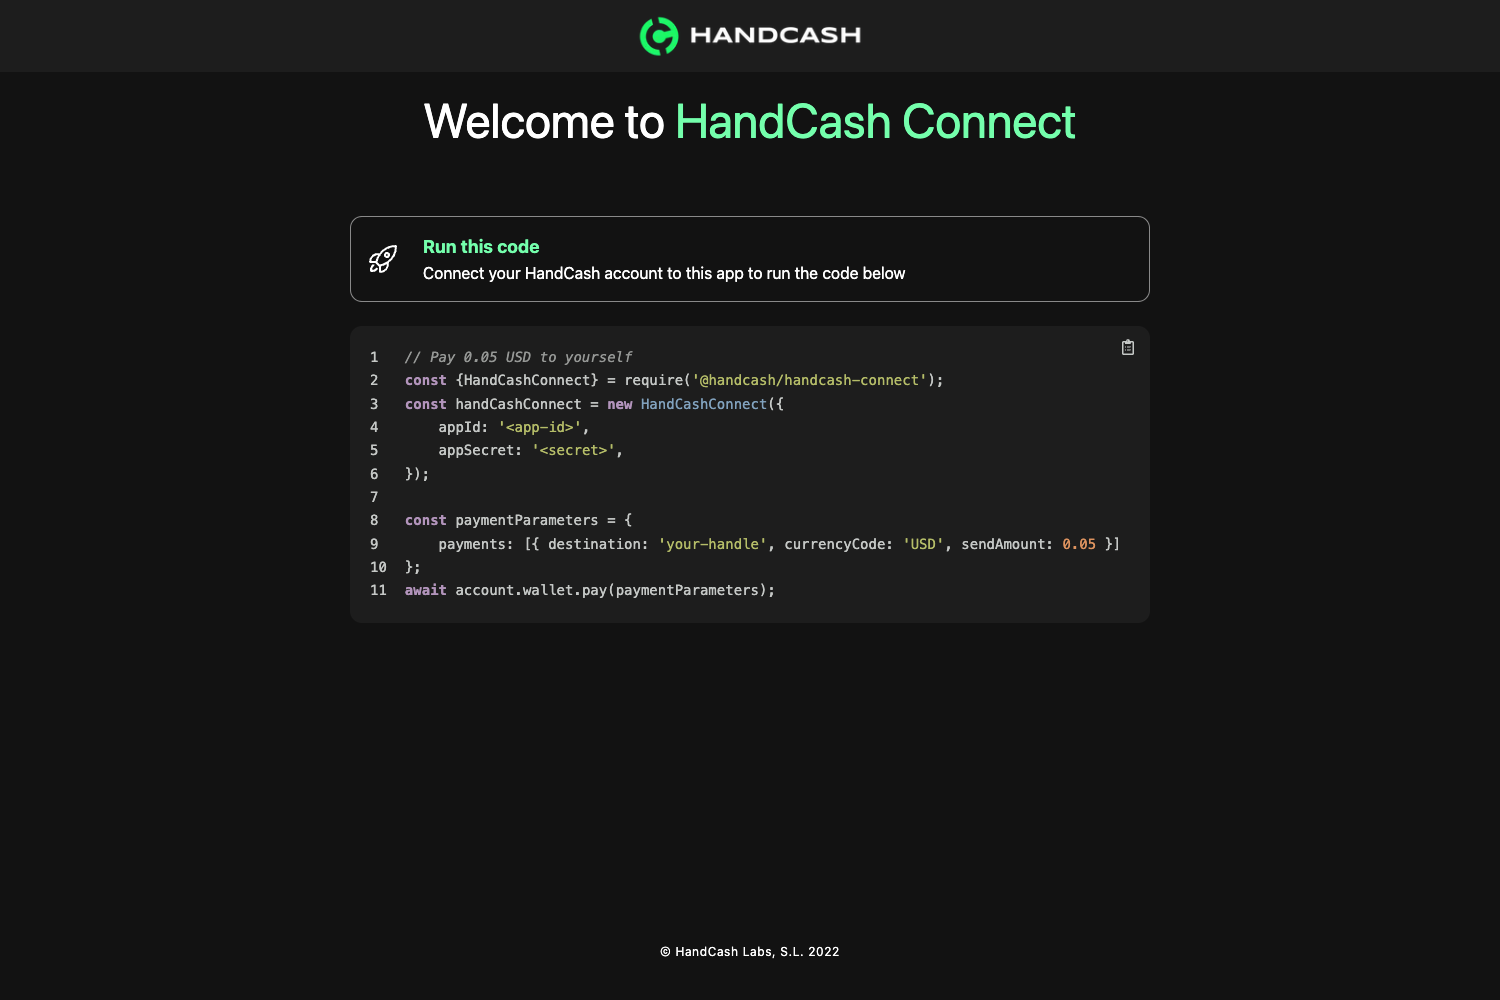 HANDCASH
Welcome to HandCash Connect
Run this code
Connect your HandCash account to this app to run the code below
1 // Pay 0.05 USD to yourself
2 const {HandCashConnect} = require('@handcash/handcash-connect');
3 const handCashConnect = new HandCashConnect({
4     appId: '<app-id>',
5     appSecret: '<secret>',
6 });
7
8 const paymentParameters = {
9     payments: [{ destination: 'your-handle', currencyCode: 'USD', sendAmount: 0.05 }]
10 };
11 await account.wallet.pay(paymentParameters);
© HandCash Labs, S.L. 2022